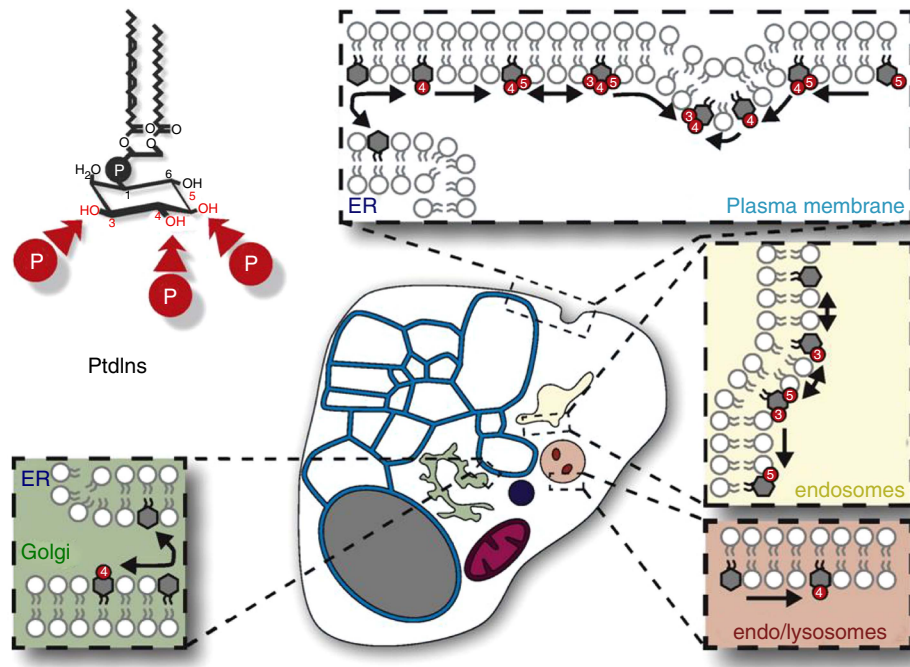 O
O
O
O
P
H₂O
6
OH
1
5
HO
OH
4
OH
3
P
P
P
PtdIns
4
4 5
3 4 5
3
4
4
4 5
5
ER
Plasma membrane
3
5
3
5
endosomes
ER
Golgi
4
4
endo/lysosomes